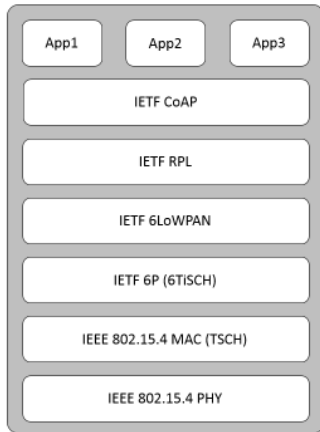 App1 App2 App3
IETF CoAP
IETF RPL
IETF 6LoWPAN
IETF 6P (6TiSCH)
IEEE 802.15.4 MAC (TSCH)
IEEE 802.15.4 PHY